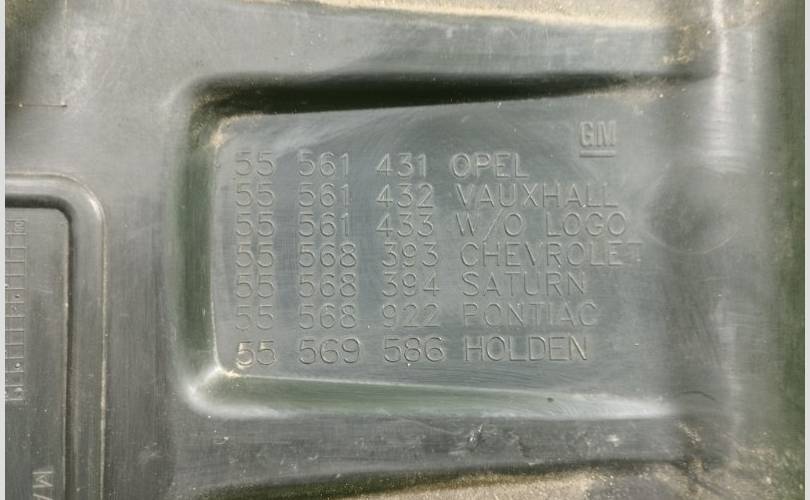 GM
55 561 431 OPEL
55 561 432 VAUXHALL
55 561 433 W/O LOGO
55 568 393 CHEVROLET
55 568 394 SATURN
55 568 922 PONTIAC
55 569 586 HOLDEN